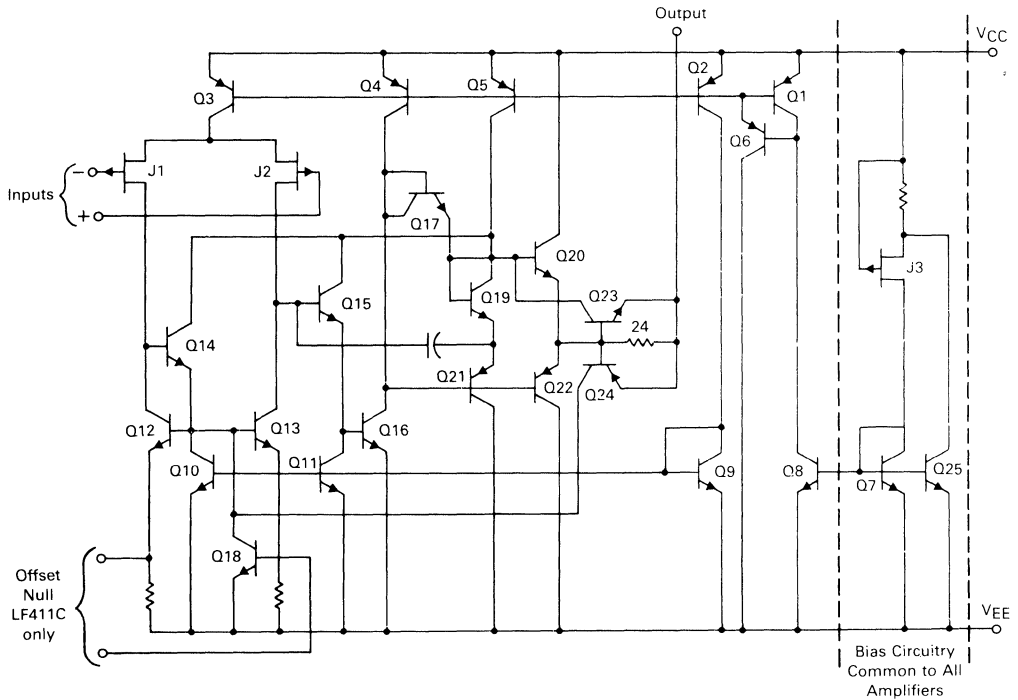 Output
VCC
Q3
Q4
Q5
Q2
Q1
Q6
J1
J2
Inputs
−
+
Q17
Q20
J3
Q15
Q19
Q23
24
Q14
Q21
Q22
Q24
Q12
Q13
Q16
Q10
Q11
Q9
Q8
Q7
Q25
Q18
Offset
Null
LF411C
only
VEE
Bias Circuitry
Common to All
Amplifiers